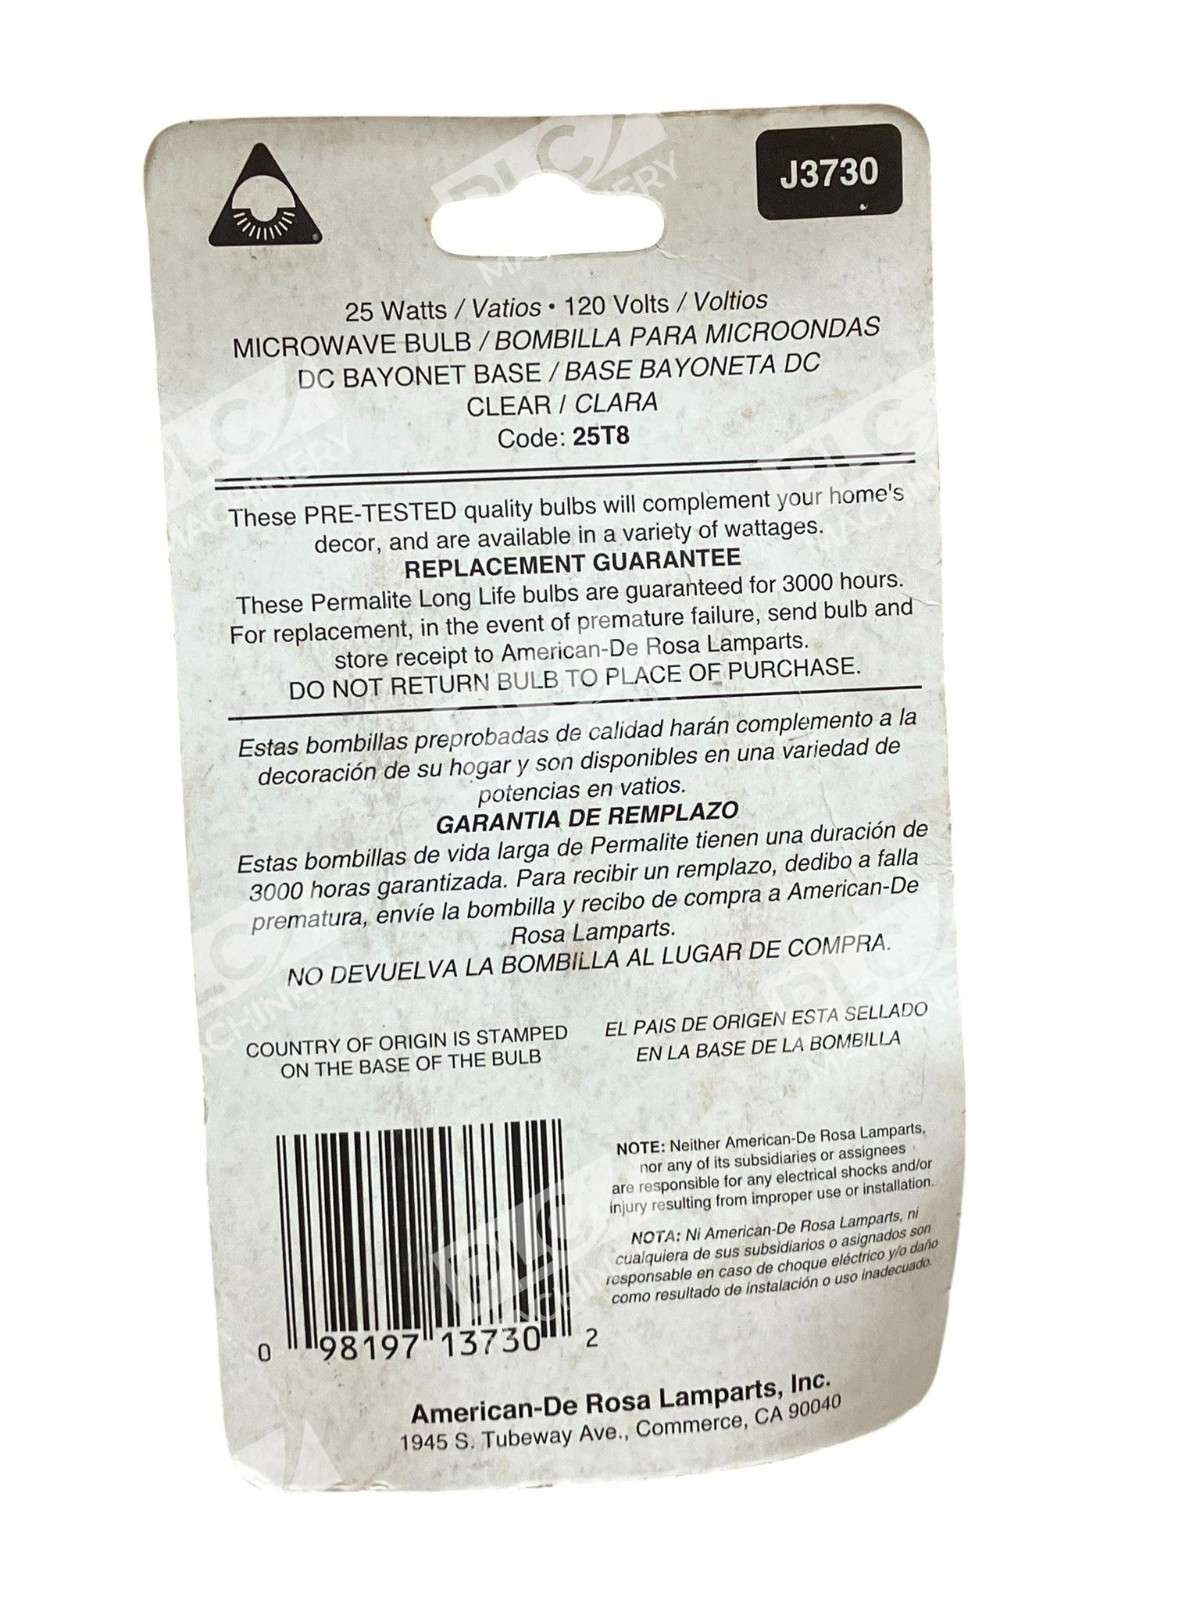 J3730
25 Watts / Vatios • 120 Volts / Voltios
MICROWAVE BULB / BOMBILLA PARA MICROONDAS
DC BAYONET BASE / BASE BAYONETA DC
CLEAR / CLARA
Code: 25T8
These PRE-TESTED quality bulbs will complement your home's
decor, and are available in a variety of wattages.
REPLACEMENT GUARANTEE
These Permalite Long Life bulbs are guaranteed for 3000 hours.
For replacement, in the event of premature failure, send bulb and
store receipt to American-De Rosa Lamparts.
DO NOT RETURN BULB TO PLACE OF PURCHASE.
Estas bombillas preprobadas de calidad harán complemento a la
decoración de su hogar y son disponibles en una variedad de
potencias en vatios.
GARANTIA DE REMPLAZO
Estas bombillas de vida larga de Permalite tienen una duración de
3000 horas garantizada. Para recibir un remplazo, dedibo a falla
prematura, envíe la bombilla y recibo de compra a American-De
Rosa Lamparts.
NO DEVUELVA LA BOMBILLA AL LUGAR DE COMPRA.
COUNTRY OF ORIGIN IS STAMPED
ON THE BASE OF THE BULB
EL PAIS DE ORIGEN ESTA SELLADO
EN LA BASE DE LA BOMBILLA
NOTE: Neither American-De Rosa Lamparts,
nor any of its subsidiaries or assignees
are responsible for any electrical shocks and/or
injury resulting from improper use or installation.
NOTA: Ni American-De Rosa Lamparts, ni
cualquiera de sus subsidiarios o asignados son
responsable en caso de choque eléctrico y/o daño
como resultado de instalación o uso inadecuado.
0 98197 13730 2
American-De Rosa Lamparts, Inc.
1945 S. Tubeway Ave., Commerce, CA 90040
DLC
MACHINERY